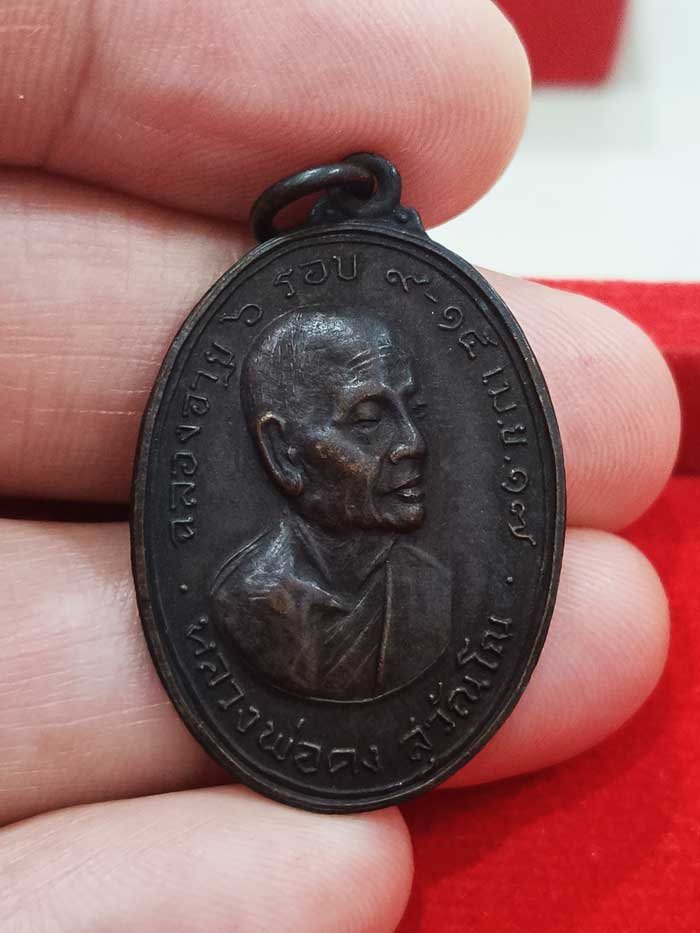 ฉลองอายุ ๖ รอบ ๙-๑๕ เม.ย.๑๗
หลวงพ่อคง สุวัณโณ